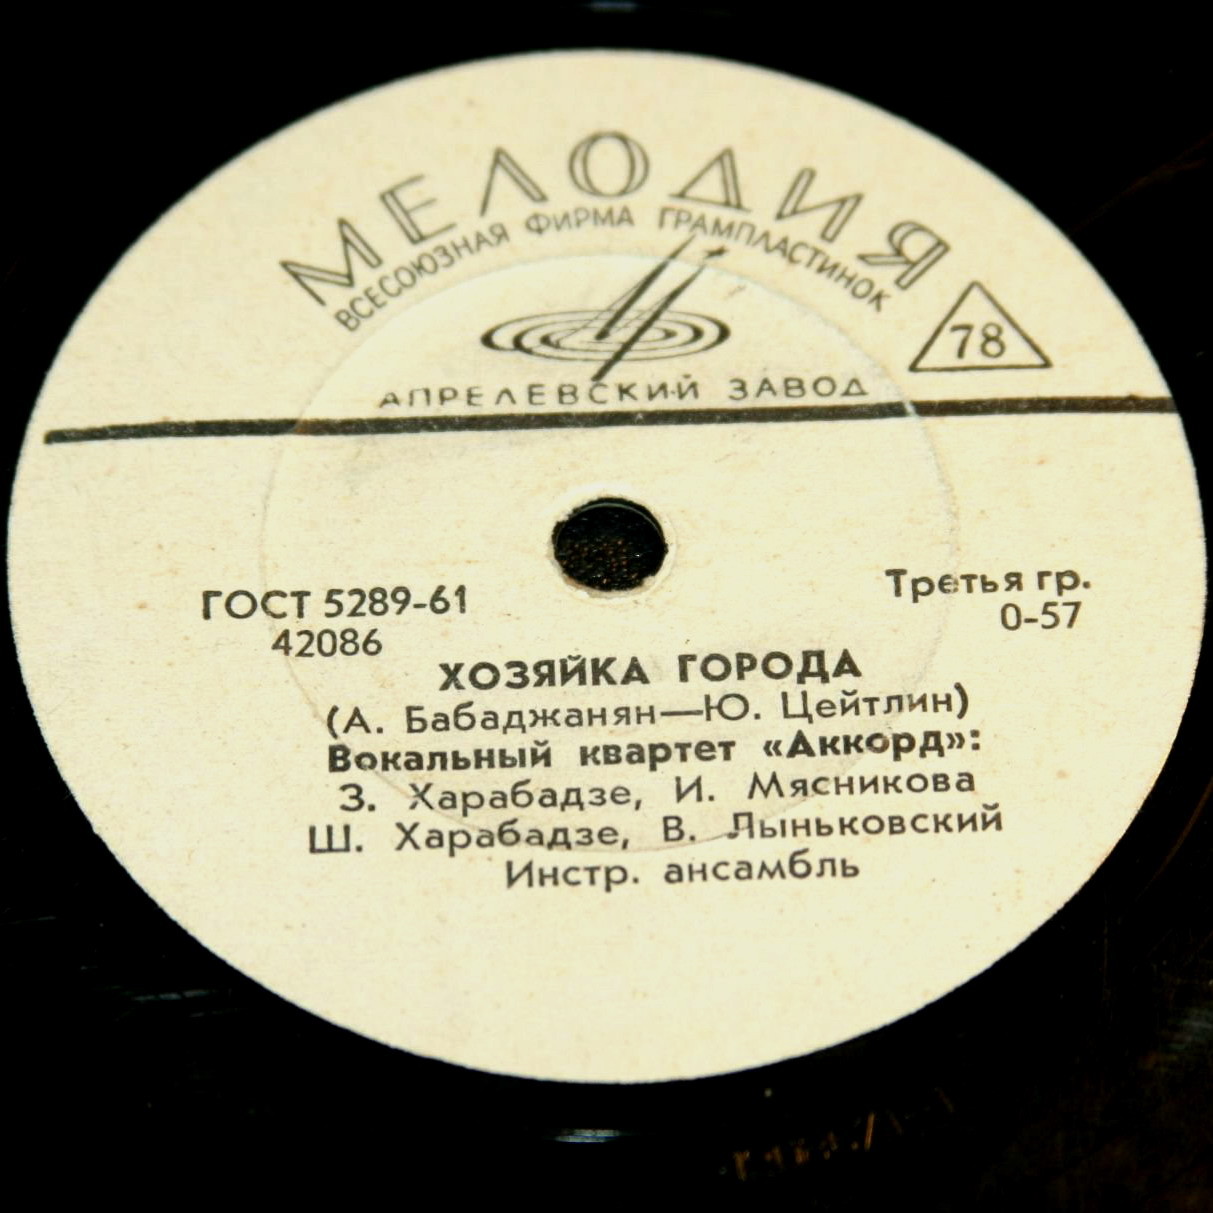 МЕЛОДИЯ
ВСЕСОЮЗНАЯ ФИРМА ГРАМПЛАСТИНОК
78
АПРЕЛЕВСКИЙ ЗАВОД
ГОСТ 5289-61
Третья гр.
42086
0-57
ХОЗЯЙКА ГОРОДА
(А. Бабаджанян—Ю. Цейтлин)
Вокальный квартет «Аккорд»:
З. Харабадзе, И. Мясникова
Ш. Харабадзе, В. Лыньковский
Инстр. ансамбль